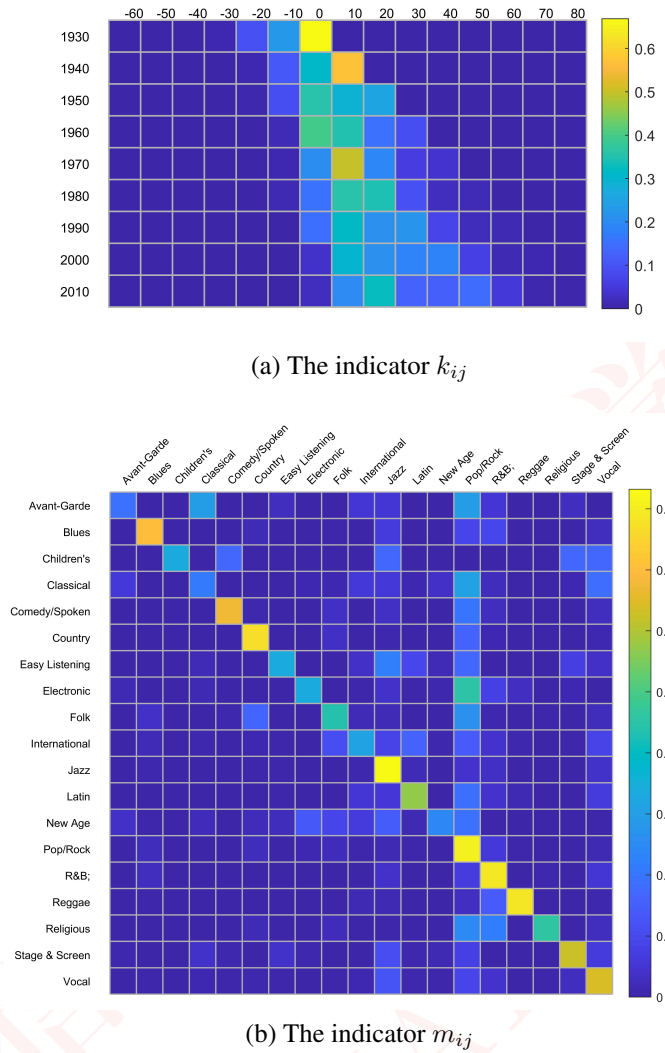 -60 -50 -40 -30 -20 -10 0 10 20 30 40 50 60 70 80
1930
1940
1950
1960
1970
1980
1990
2000
2010
0.6
0.5
0.4
0.3
0.2
0.1
0
(a) The indicator k_{ij}
Avant-Garde
Blues
Children's
Classical
Comedy/Spoken
Country
Easy Listening
Electronic
Folk
International
Jazz
Latin
New Age
Pop/Rock
R&B;
Reggae
Religious
Stage & Screen
Vocal
Avant-Garde
Blues
Children's
Classical
Comedy/Spoken
Country
Easy Listening
Electronic
Folk
International
Jazz
Latin
New Age
Pop/Rock
R&B;
Reggae
Religious
Stage & Screen
Vocal
0
(b) The indicator m_{ij}